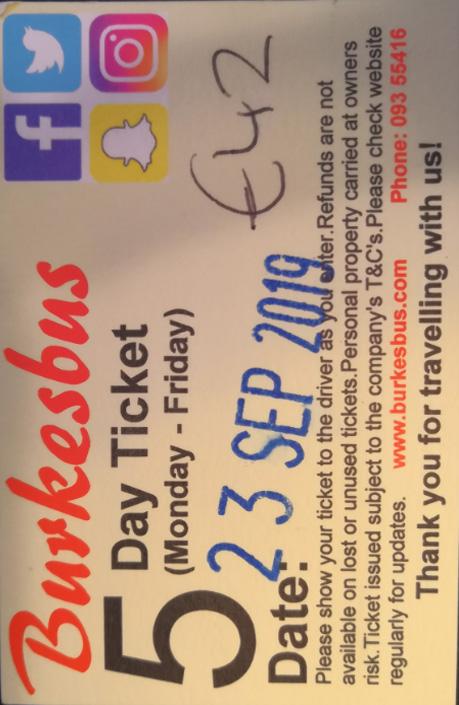 Burkesbus
5 Day Ticket
(Monday - Friday)
€42
Date: 23 SEP 2019
Please show your ticket to the driver as you enter.Refunds are not
available on lost or unused tickets.Personal property carried at owners
risk.Ticket issued subject to the company's T&C's.Please check website
regularly for updates. www.burkesbus.com Phone: 093 55416
Thank you for travelling with us!